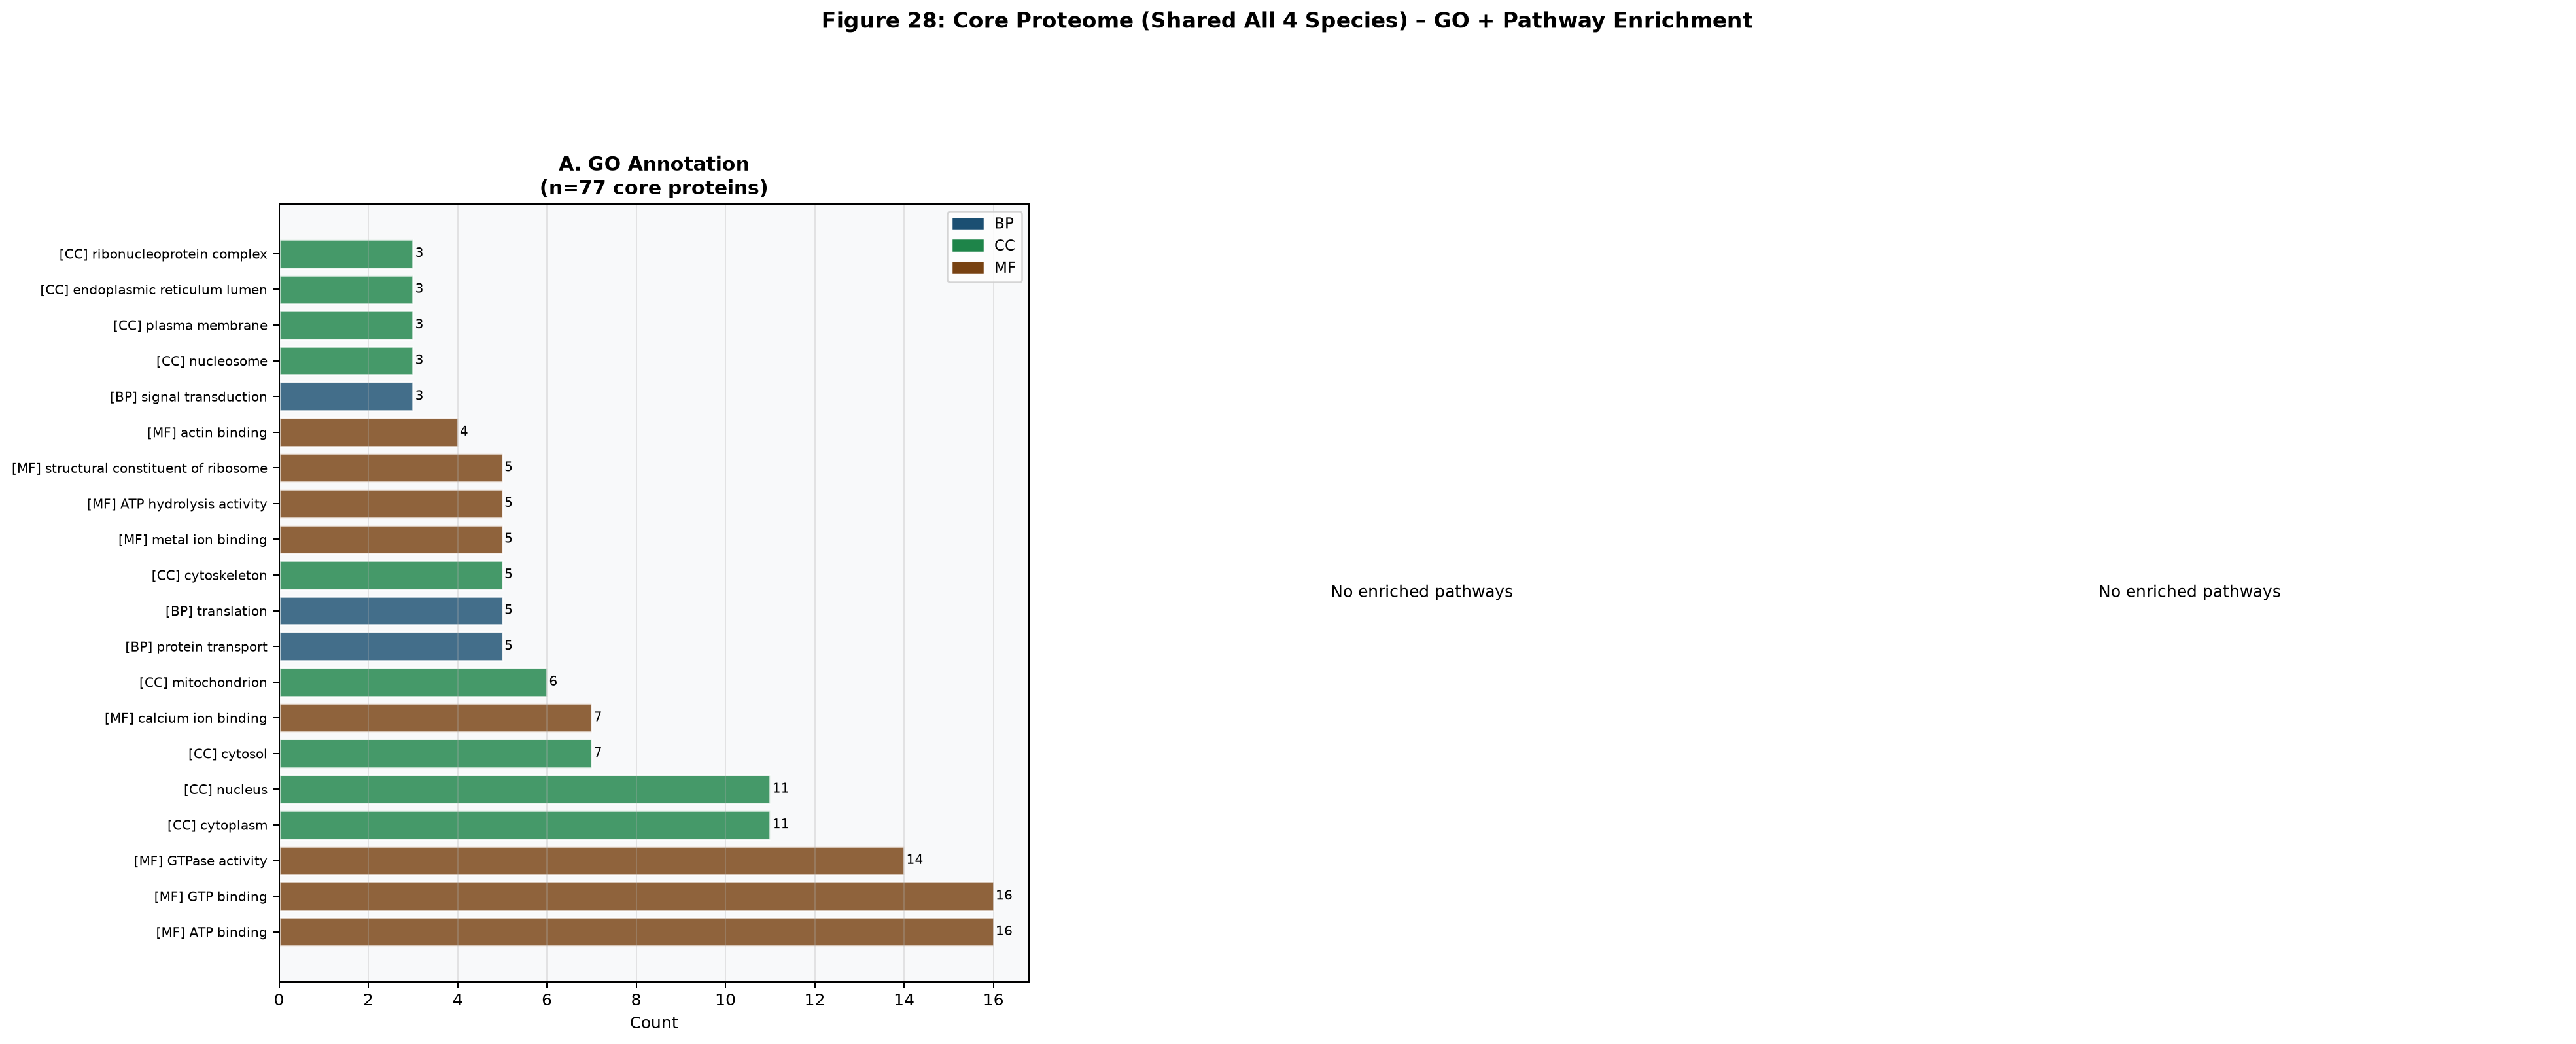 Figure 28: Core Proteome (Shared All 4 Species) – GO + Pathway Enrichment
A. GO Annotation
(n=77 core proteins)
BP
CC
MF
[CC] ribonucleoprotein complex 3
[CC] endoplasmic reticulum lumen 3
[CC] plasma membrane 3
[CC] nucleosome 3
[BP] signal transduction 3
[MF] actin binding 4
[MF] structural constituent of ribosome 5
[MF] ATP hydrolysis activity 5
[MF] metal ion binding 5
[CC] cytoskeleton 5
[BP] translation 5
[BP] protein transport 5
[CC] mitochondrion 6
[MF] calcium ion binding 7
[CC] cytosol 7
[CC] nucleus 11
[CC] cytoplasm 11
[MF] GTPase activity 14
[MF] GTP binding 16
[MF] ATP binding 16
0 2 4 6 8 10 12 14 16
Count
No enriched pathways
No enriched pathways